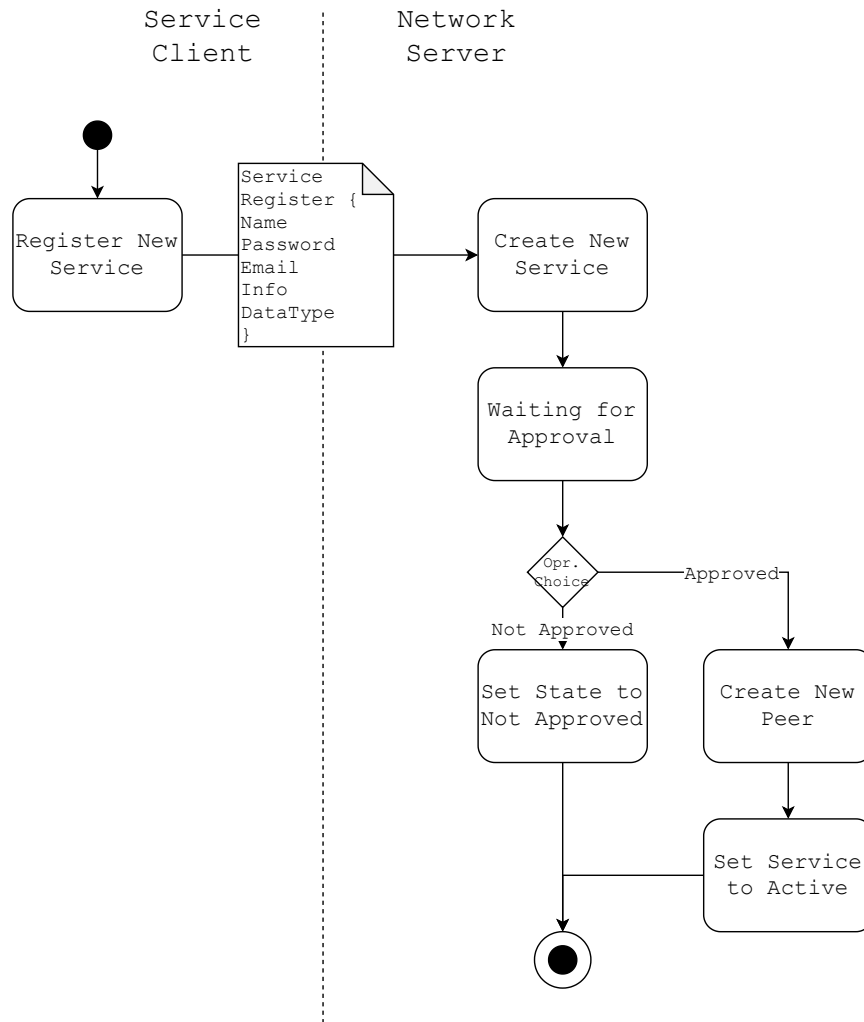 Service
Client
Network
Server
Service
Register {
Name
Password
Email
Info
DataType
}
Register New
Service
Create New
Service
Waiting for
Approval
Opr.
Choice
Approved
Not Approved
Set State to
Not Approved
Create New
Peer
Set Service
to Active